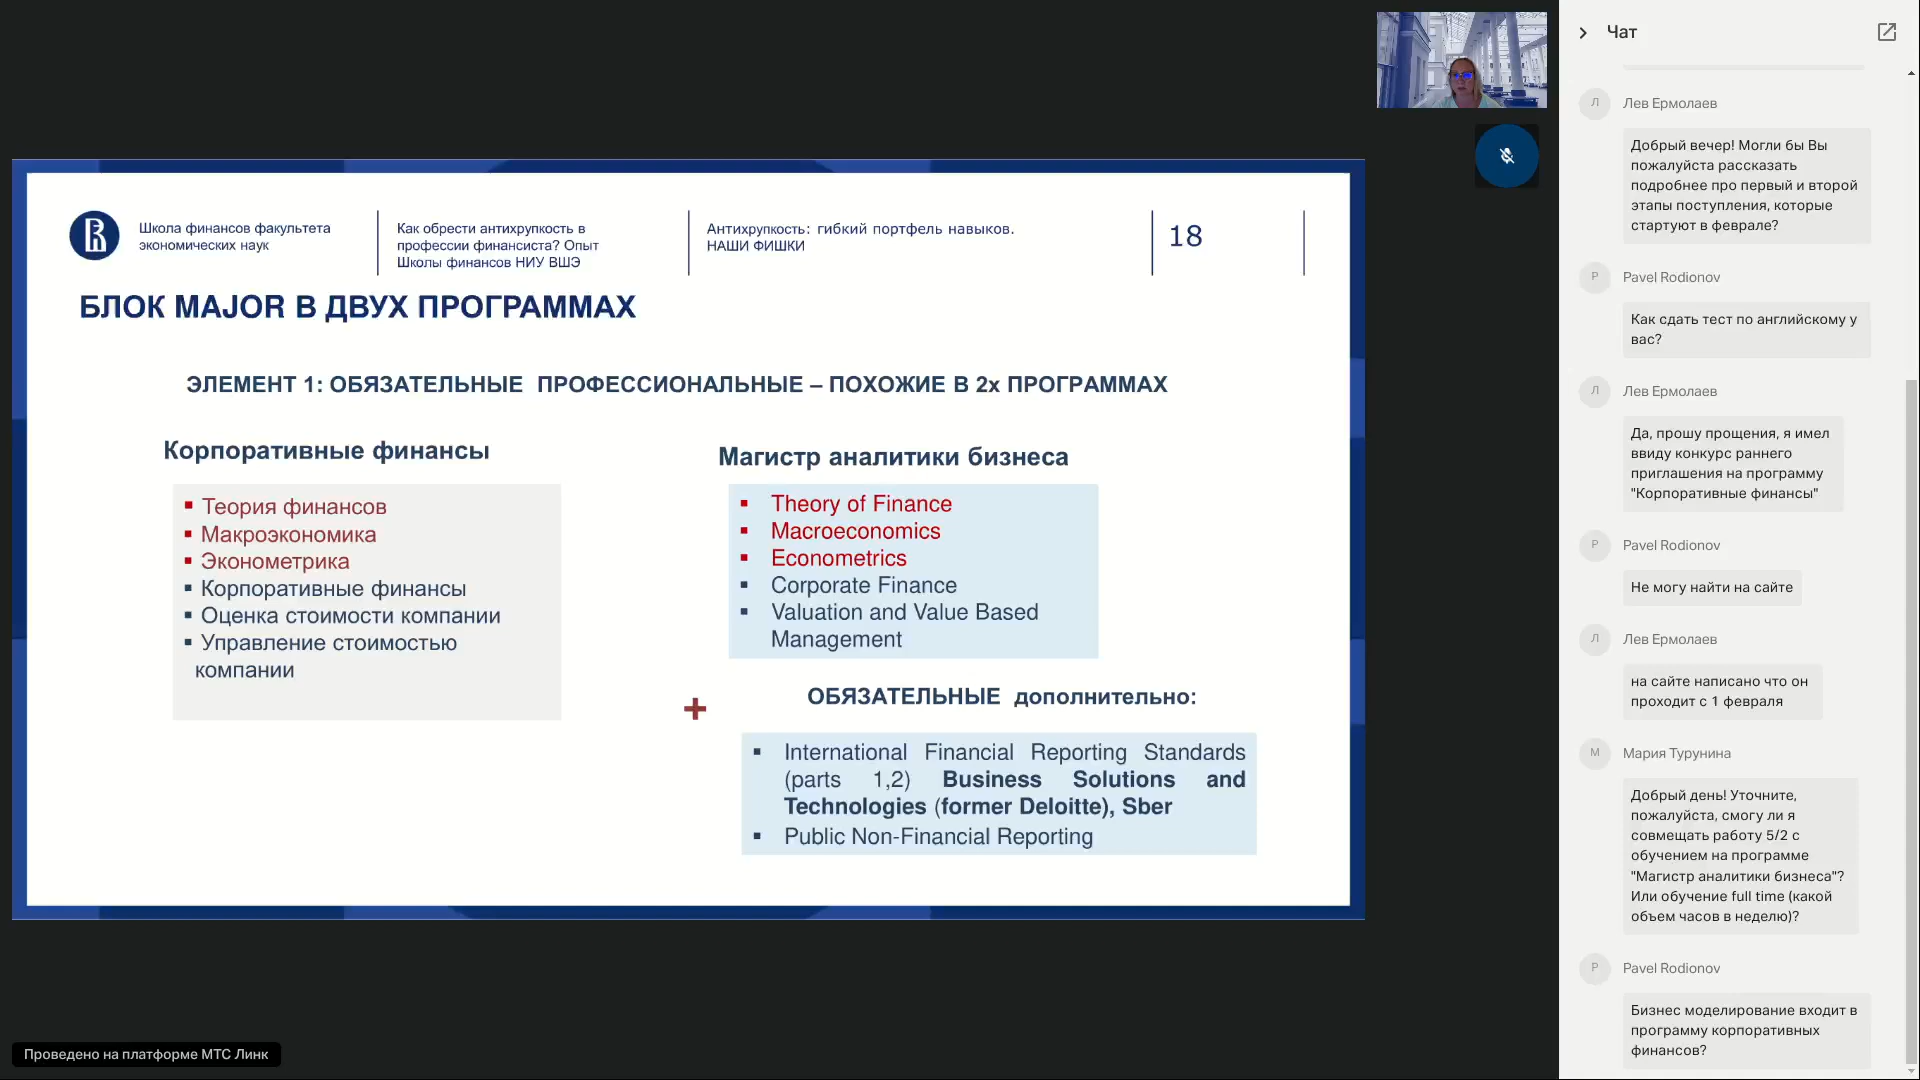 Школа финансов факультета
экономических наук
Как обрести антихрупкость в
профессии финансиста? Опыт
Школы финансов НИУ ВШЭ
Антихрупкость: гибкий портфель навыков.
НАШИ ФИШКИ
18
БЛОК MAJOR В ДВУХ ПРОГРАММАХ
ЭЛЕМЕНТ 1: ОБЯЗАТЕЛЬНЫЕ ПРОФЕССИОНАЛЬНЫЕ – ПОХОЖИЕ В 2х ПРОГРАММАХ
Корпоративные финансы
Теория финансов
Макроэкономика
Эконометрика
Корпоративные финансы
Оценка стоимости компании
Управление стоимостью
компании
Магистр аналитики бизнеса
Theory of Finance
Macroeconomics
Econometrics
Corporate Finance
Valuation and Value Based
Management
+
ОБЯЗАТЕЛЬНЫЕ дополнительно:
International Financial Reporting Standards
(parts 1,2) Business Solutions and
Technologies (former Deloitte), Sber
Public Non-Financial Reporting
Проведено на платформе МТС Линк
Чат
Л
Лев Ермолаев
Добрый вечер! Могли бы Вы
пожалуйста рассказать
подробнее про первый и второй
этапы поступления, которые
стартуют в феврале?
P
Pavel Rodionov
Как сдать тест по английскому у
вас?
Л
Лев Ермолаев
Да, прошу прощения, я имел
ввиду конкурс раннего
приглашения на программу
"Корпоративные финансы"
P
Pavel Rodionov
Не могу найти на сайте
Л
Лев Ермолаев
на сайте написано что он
проходит с 1 февраля
М
Мария Турунина
Добрый день! Уточните,
пожалуйста, смогу ли я
совмещать работу 5/2 с
обучением на программе
"Магистр аналитики бизнеса"?
Или обучение full time (какой
объем часов в неделю)?
P
Pavel Rodionov
Бизнес моделирование входит в
программу корпоративных
финансов?